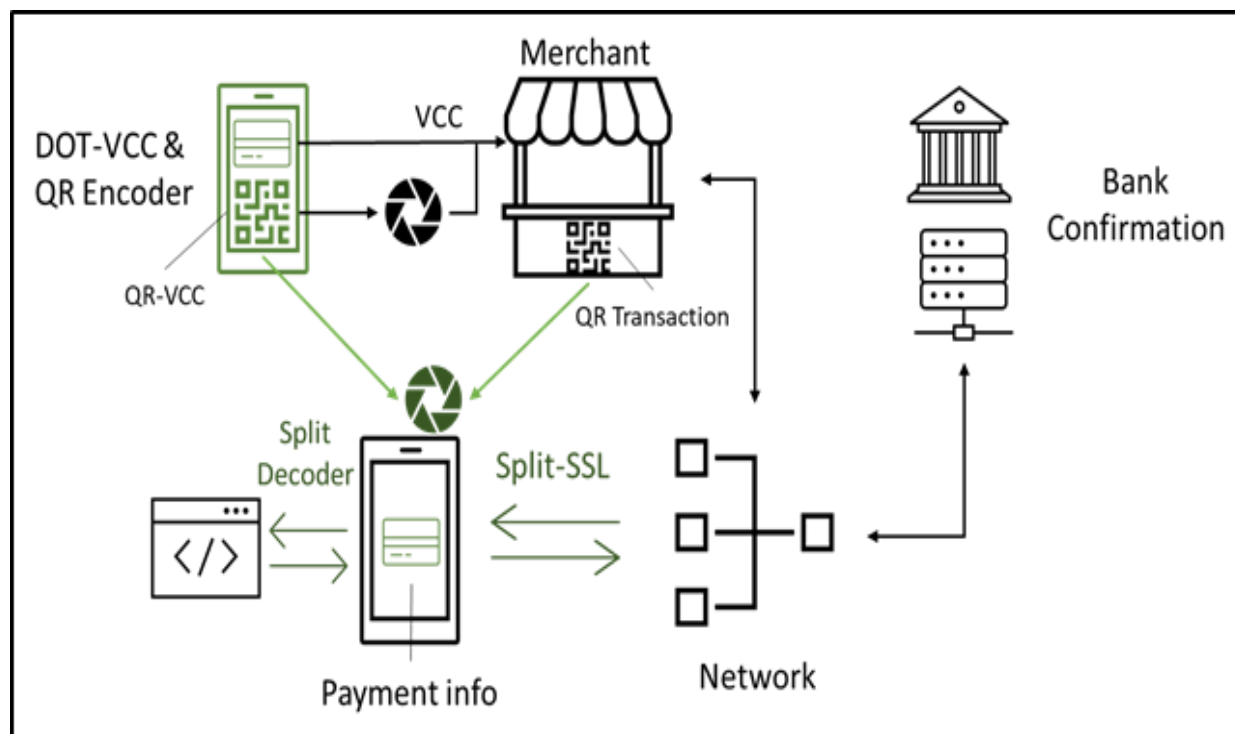 Merchant
VCC
DOT-VCC &
QR Encoder
QR-VCC
QR Transaction
Bank
Confirmation
Split
Decoder
Split-SSL
</>
Payment info
Network